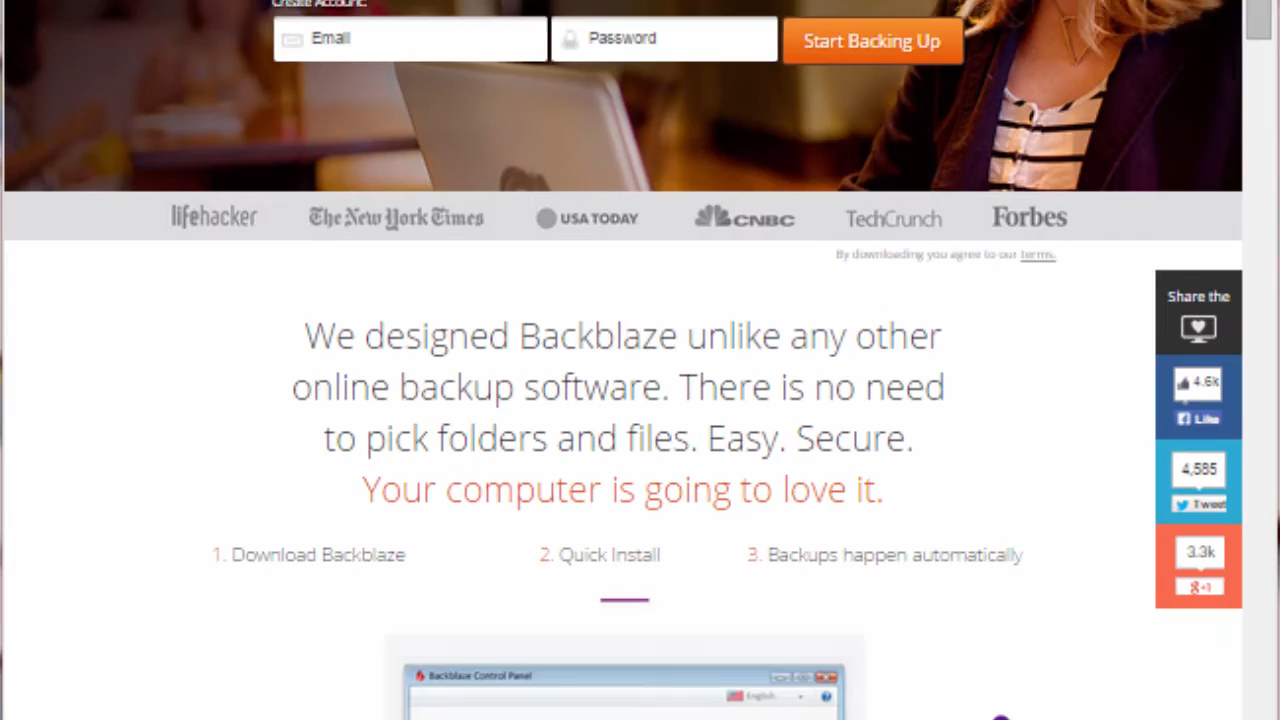 Create Account:
Email
Password
Start Backing Up
lifehacker
The New York Times
USA TODAY
CNBC
TechCrunch
Forbes
By downloading you agree to our terms.
Share the
4.6k
Like
4,585
Tweet
3.3k
g+1
We designed Backblaze unlike any other
online backup software. There is no need
to pick folders and files. Easy. Secure.
Your computer is going to love it.
1. Download Backblaze
2. Quick Install
3. Backups happen automatically
Backblaze Control Panel
English